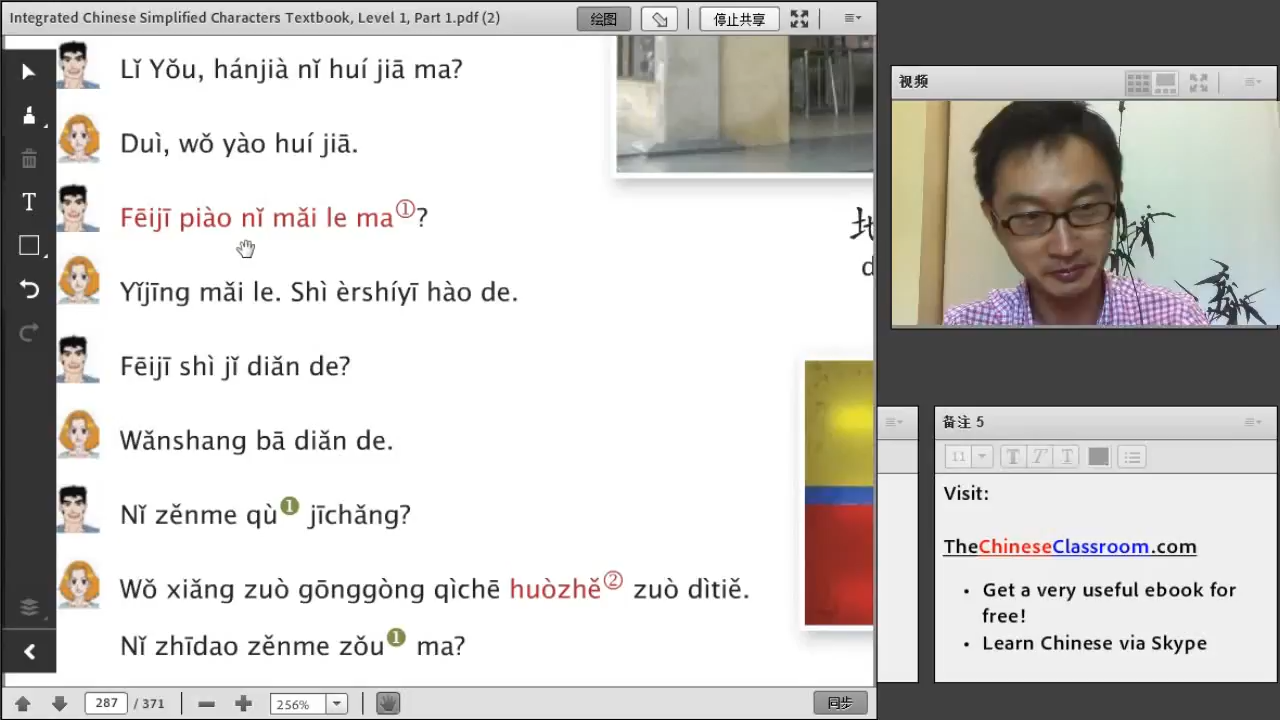 Integrated Chinese Simplified Characters Textbook, Level 1, Part 1.pdf (2)
绘图
停止共享
Lǐ Yǒu, hánjià nǐ huí jiā ma?
Duì, wǒ yào huí jiā.
Fēijī piào nǐ mǎi le ma①?
Yǐjīng mǎi le. Shì èrshíyī hào de.
Fēijī shì jǐ diǎn de?
Wǎnshang bā diǎn de.
Nǐ zěnme qù❶ jīchǎng?
Wǒ xiǎng zuò gōnggòng qìchē huòzhě② zuò dìtiě.
Nǐ zhīdao zěnme zǒu❶ ma?
地
d
T
287 / 371
256%
同步
视频
备注 5
11 T T T
Visit:
TheChineseClassroom.com
• Get a very useful ebook for
free!
• Learn Chinese via Skype